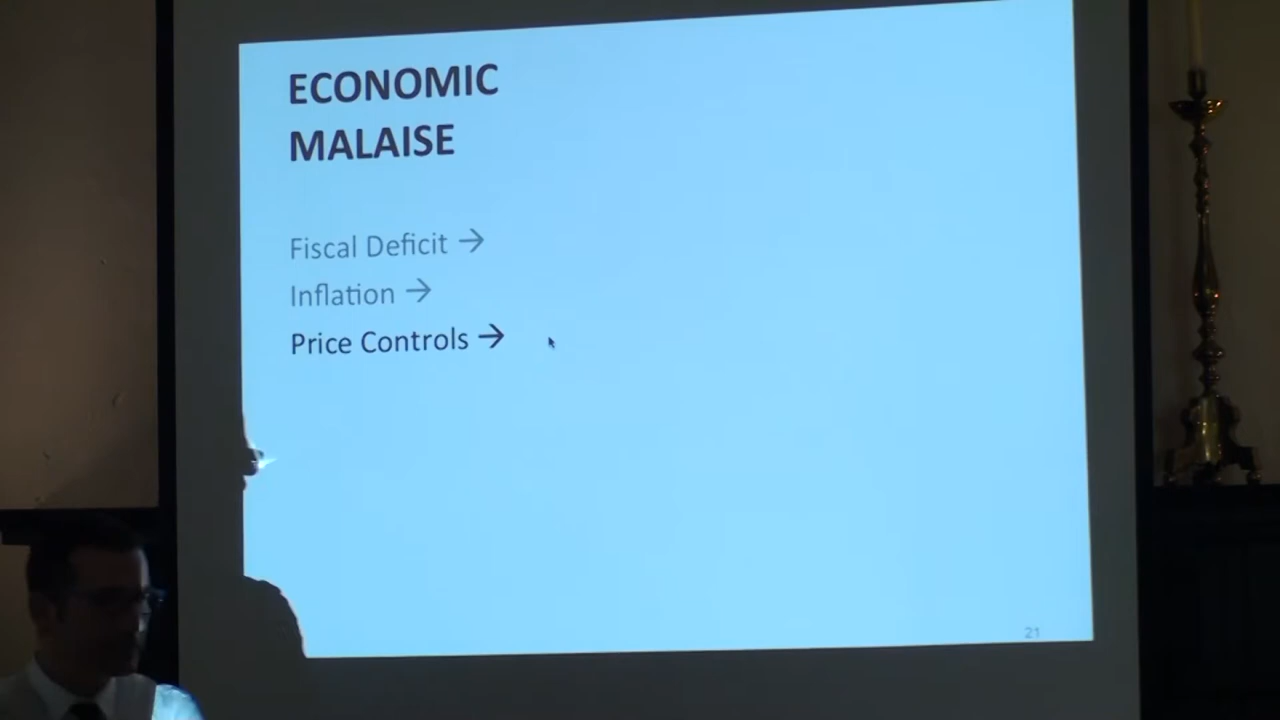 ECONOMIC
MALAISE
Fiscal Deficit →
Inflation →
Price Controls →
21